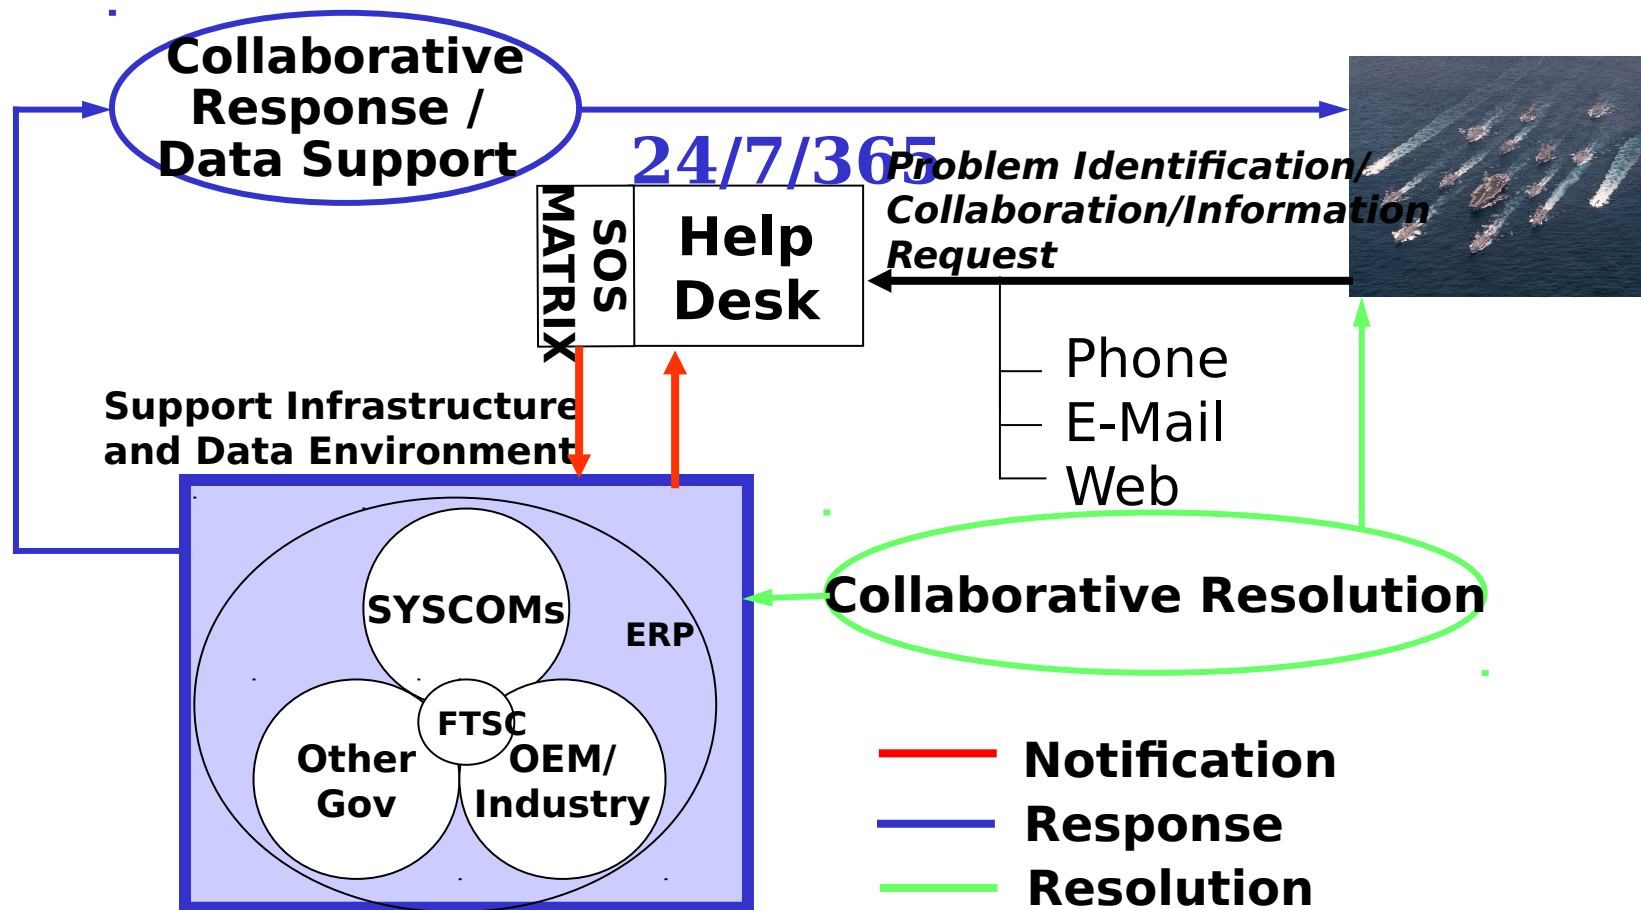 Collaborative
Response /
Data Support
24/7/365
Problem Identification/
Collaboration/Information
Request
SOS
MATRIX
Help
Desk
Phone
E-Mail
Web
Support Infrastructure
and Data Environment
SYSCOMs
ERP
FTSC
Other
Gov
OEM/
Industry
Collaborative Resolution
Notification
Response
Resolution